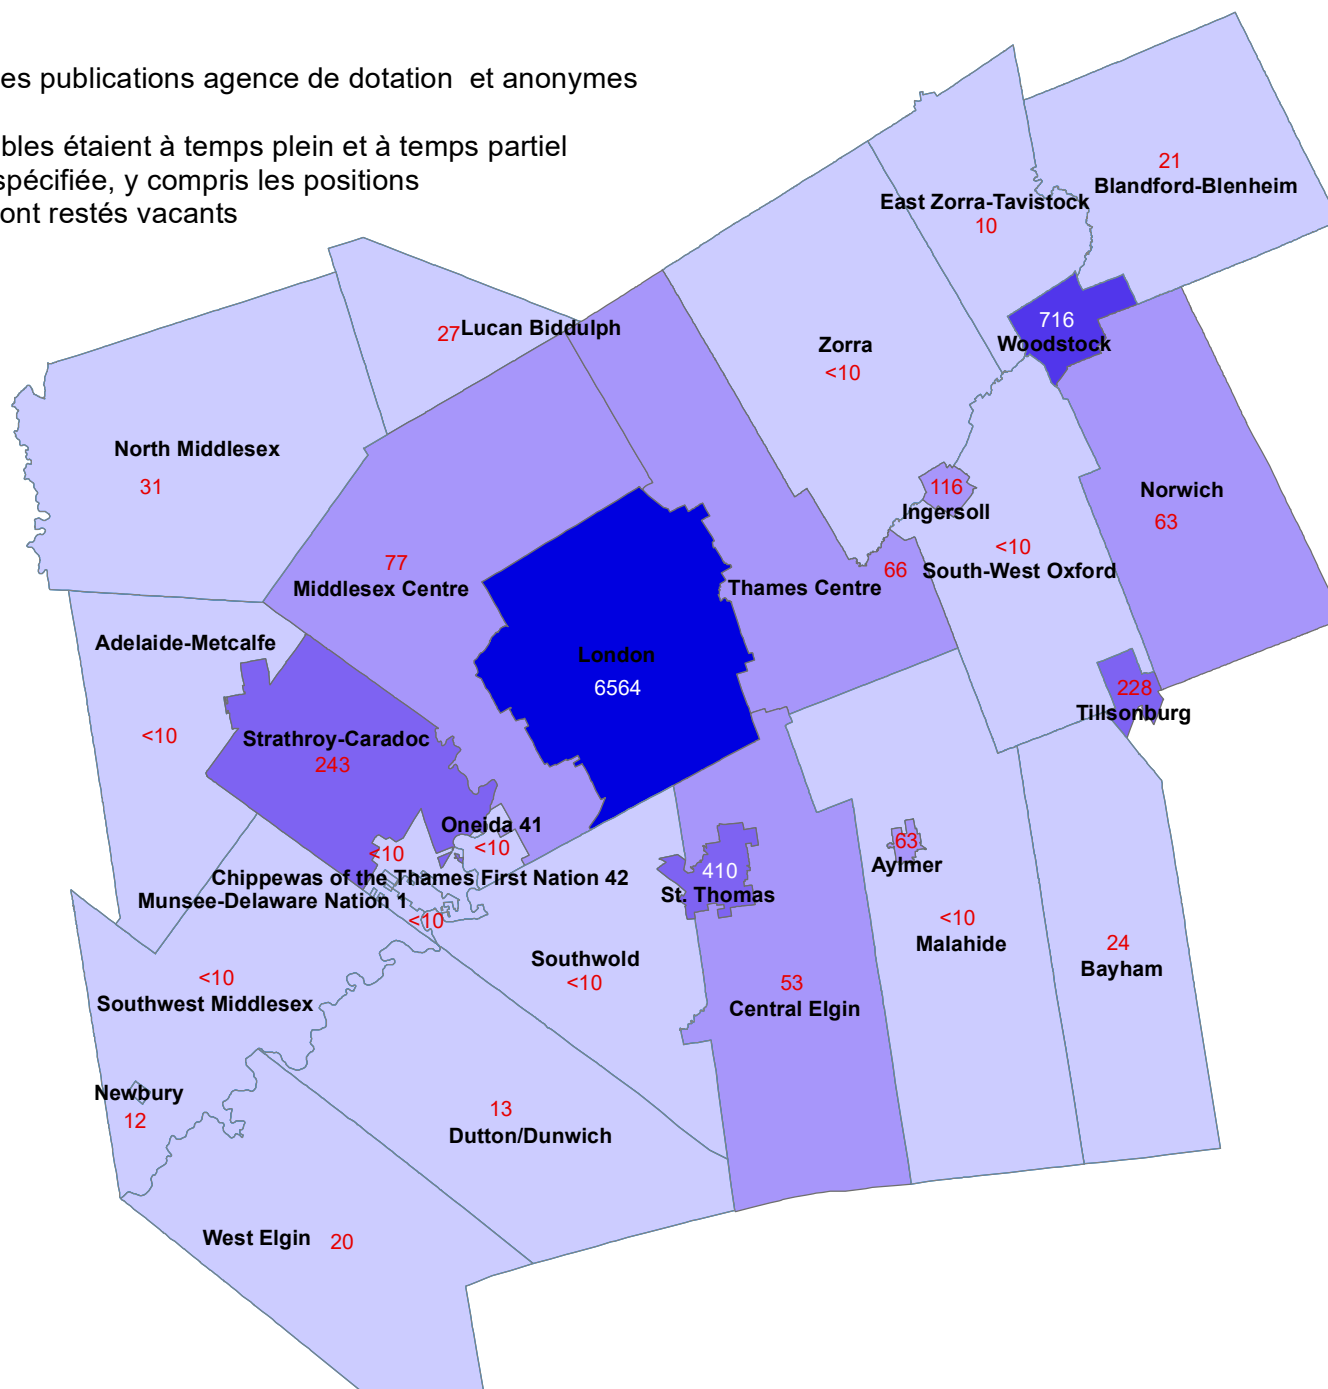 es publications agence de dotation  et anonymes
bles étaient à temps plein et à temps partiel
spécifiée, y compris les positions
ont restés vacants
21
Blandford-Blenheim
East Zorra-Tavistock
10
716
Woodstock
27
Lucan Biddulph
Zorra
<10
North Middlesex
31
116
Ingersoll
Norwich
63
<10
South-West Oxford
77
Middlesex Centre
Thames Centre
66
Adelaide-Metcalfe
<10
London
6564
228
Tillsonburg
Strathroy-Caradoc
243
Oneida 41
<10
<10
Chippewas of the Thames First Nation 42
Munsee-Delaware Nation 1
<10
63
Aylmer
410
St. Thomas
<10
Malahide
24
Bayham
Southwold
<10
<10
Southwest Middlesex
53
Central Elgin
Newbury
12
13
Dutton/Dunwich
West Elgin
20